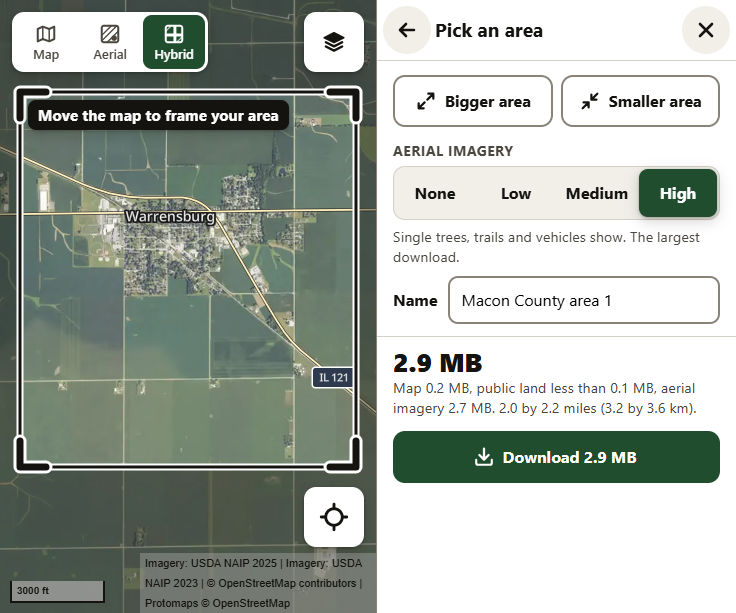 Map
Aerial
Hybrid
Move the map to frame your area
Warrensburg
IL 121
3000 ft
Imagery: USDA NAIP 2025 | Imagery: USDA
NAIP 2023 | © OpenStreetMap contributors |
Protomaps © OpenStreetMap
Pick an area
Bigger area
Smaller area
AERIAL IMAGERY
None
Low
Medium
High
Single trees, trails and vehicles show. The largest
download.
Name
Macon County area 1
2.9 MB
Map 0.2 MB, public land less than 0.1 MB, aerial
imagery 2.7 MB. 2.0 by 2.2 miles (3.2 by 3.6 km).
Download 2.9 MB